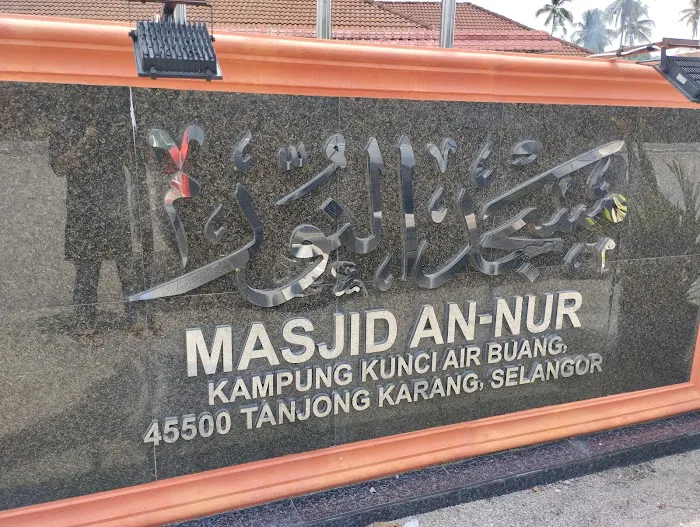 مسجد النور
MASJID AN-NUR
KAMPUNG KUNCI AIR BUANG,
45500 TANJONG KARANG, SELANGOR